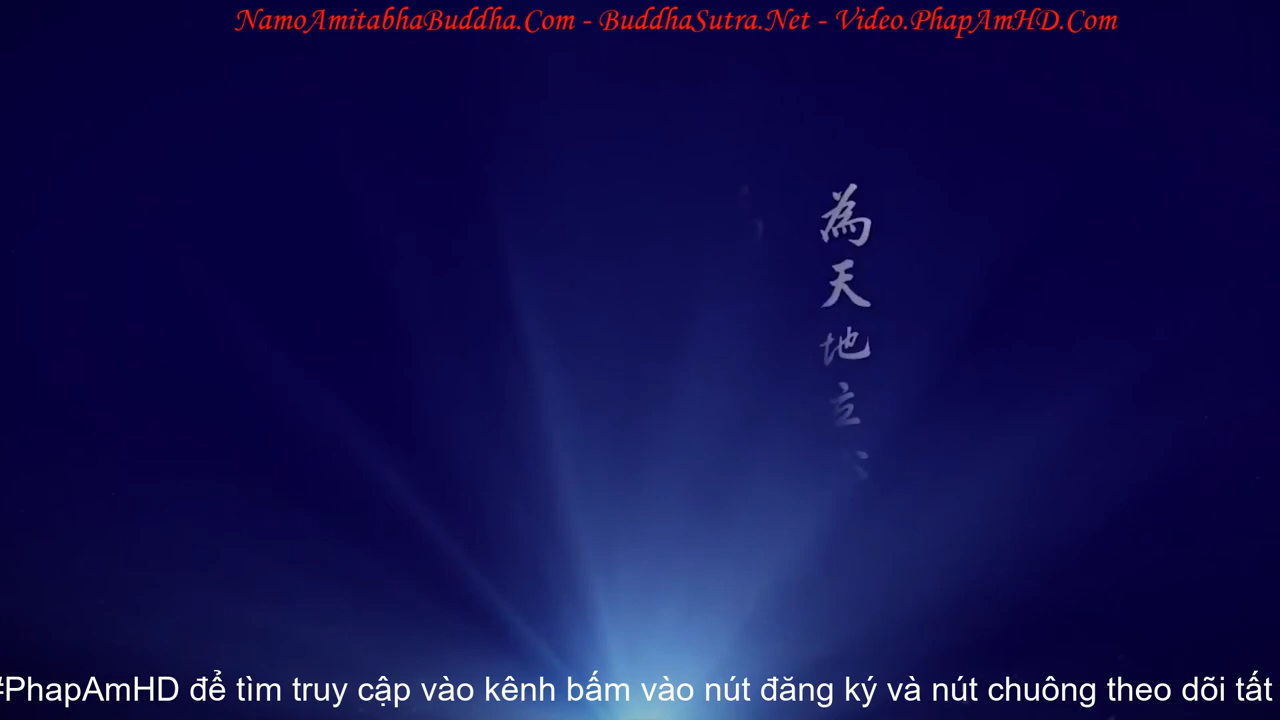 NamoAmitabhaBuddha.Com - BuddhaSutra.Net - Video.PhapAmHD.Com
為天地立
#PhapAmHD để tìm truy cập vào kênh bấm vào nút đăng ký và nút chuông theo dõi tất